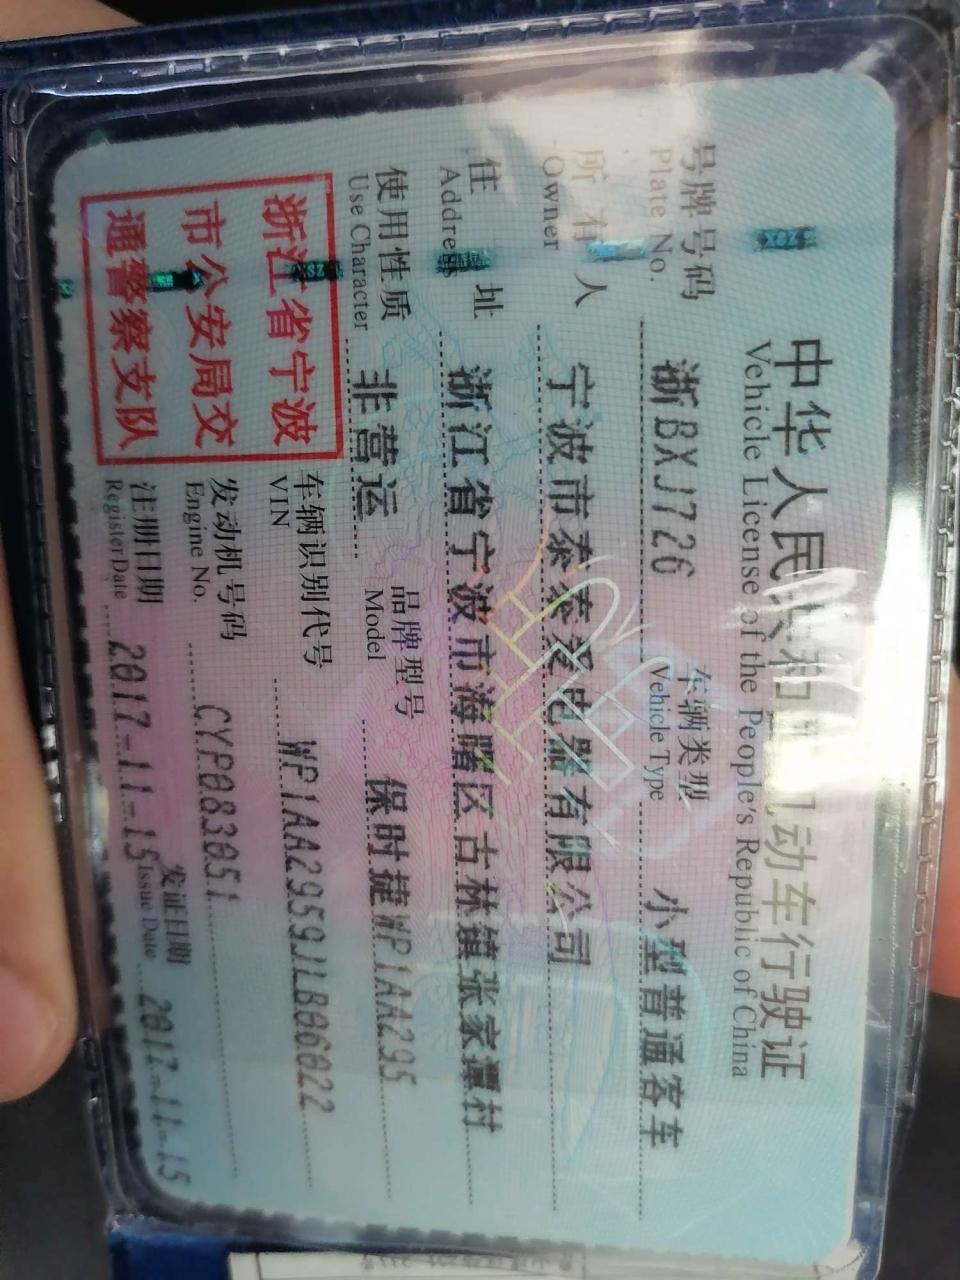 中华人民共和国机动车行驶证
Vehicle License of the People's Republic of China
号牌号码 浙BXJ726 车辆类型 小型普通客车
Plate No. Vehicle Type
所有人 宁波市泰泰爱电器有限公司
Owner
住址 浙江省宁波市海曙区古林镇张家潭村
Address
使用性质 非营运 品牌型号 保时捷WP1AA295
Use Character Model
浙江省宁波
市公安局交
通警察支队
车辆识别代号 WP1AA2959JLB06022
VIN
发动机号码 CYP083051
Engine No.
注册日期 2017-11-15 发证日期 2017-11-15
Register Date Issue Date